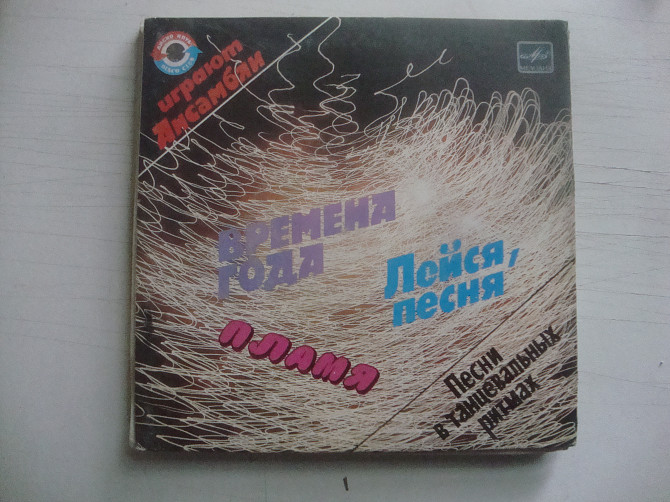 играют
Ансамбли
ВРЕМЕНА
ГОДА
Лейся,
песня
ПЛАМЯ
Песни
в танцевальных
ритмах